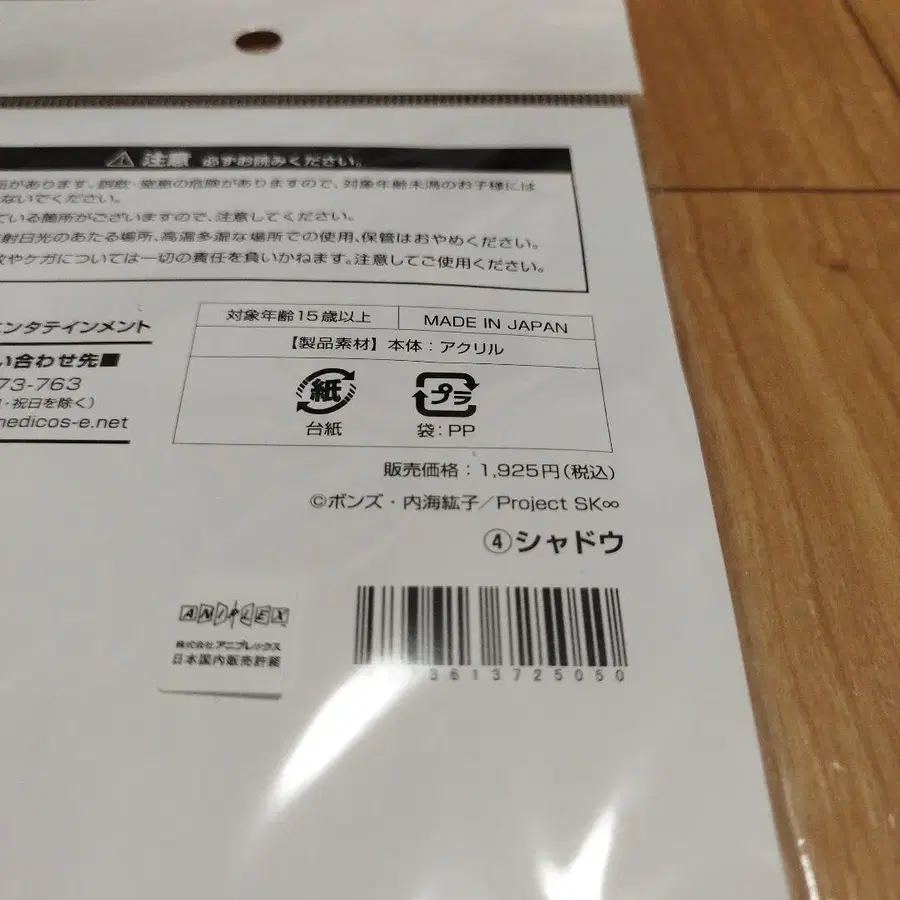 ⚠ 注意 必ずお読みください。
があります。誤飲・窒息の危険がありますので、対象年齢未満のお子様には
ないでください。
ている箇所がございますので、注意してください。
射日光のあたる場所、高温多湿な場所での使用、保管はおやめください。
やケガについては一切の責任を負いかねます。注意してご使用ください。
ンタテインメント
い合わせ先■
73-763
・祝日を除く)
medicos-e.net
対象年齢15歳以上
MADE IN JAPAN
【製品素材】本体：アクリル
紙
プラ
台紙
袋：PP
販売価格：1,925円(税込)
©ボンズ・内海紘子／Project SK∞
④シャドウ
ANIPLEX
株式会社 アニプレックス
日本国内販売許諾
3613725050